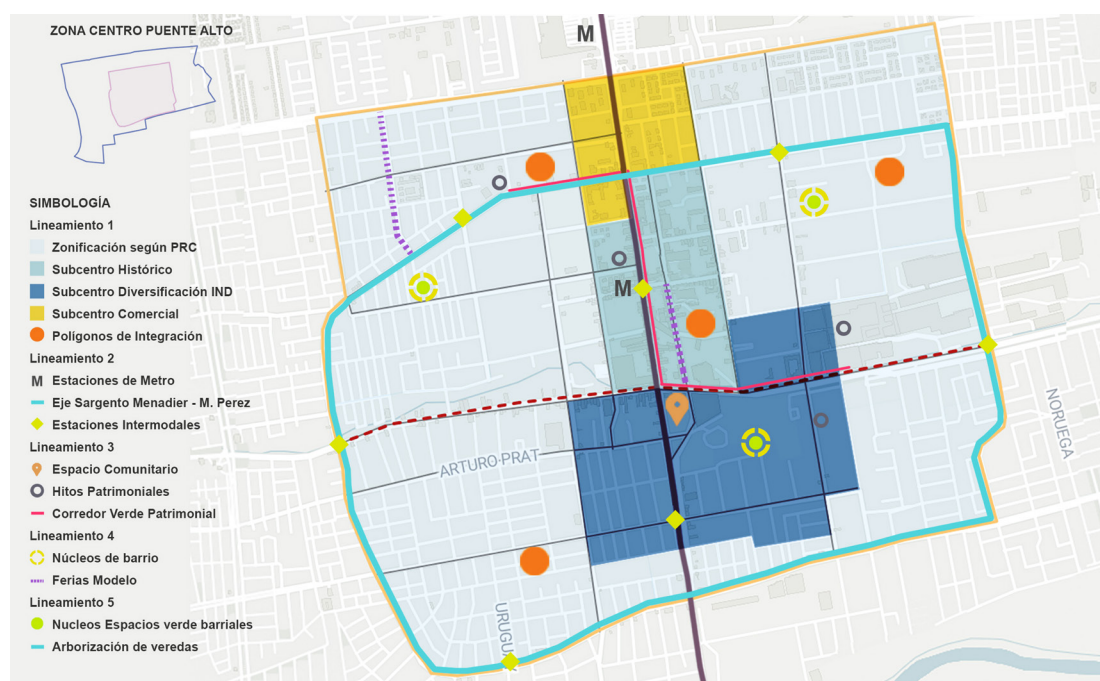 ZONA CENTRO PUENTE ALTO
SIMBOLOGÍA
Lineamiento 1
Zonificación según PRC
Subcentro Histórico
Subcentro Diversificación IND
Subcentro Comercial
Polígonos de Integración
Lineamiento 2
M Estaciones de Metro
Eje Sargento Menadier - M. Perez
Estaciones Intermodales
Lineamiento 3
Espacio Comunitario
Hitos Patrimoniales
Corredor Verde Patrimonial
Lineamiento 4
Núcleos de barrio
Ferias Modelo
Lineamiento 5
Nucleos Espacios verde barriales
Arborización de veredas
M
M
ARTURO PRAT
NORUEGA